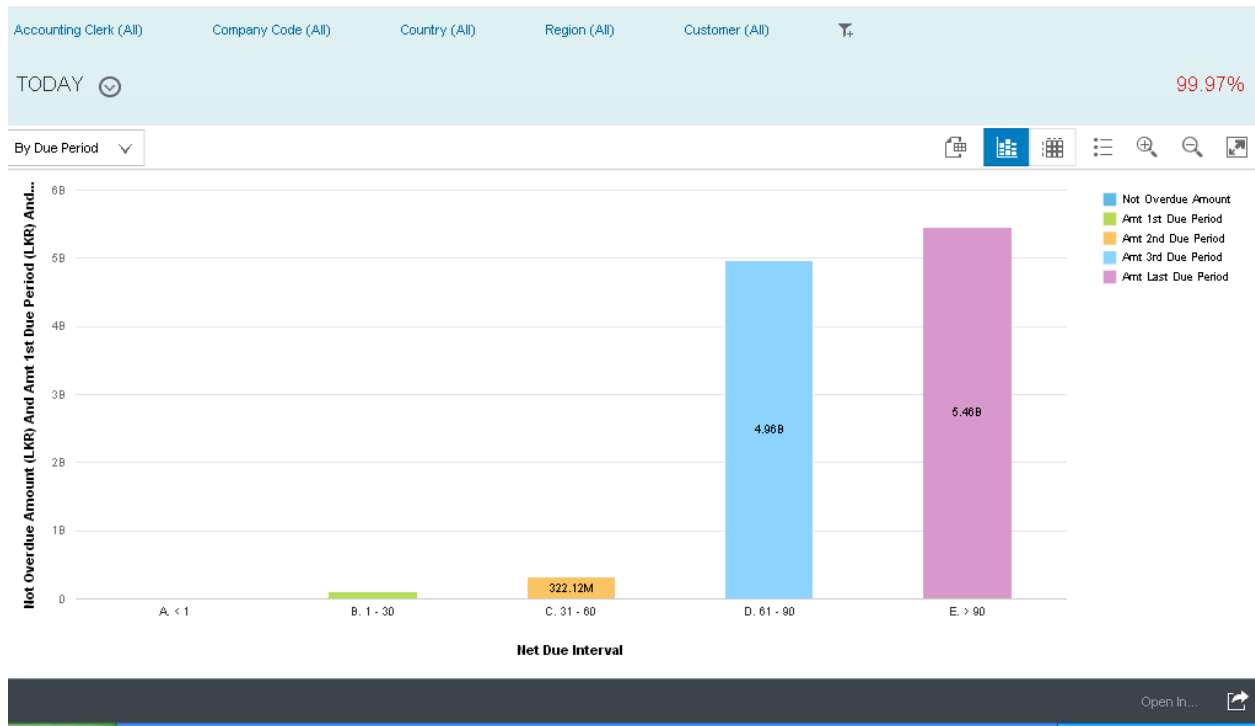 Accounting Clerk (All) Company Code (All) Country (All) Region (All) Customer (All)
TODAY 99.97%
By Due Period
Not Overdue Amount (LKR) And Amt 1st Due Period (LKR) And...
6B
5B
4B
3B
2B
1B
0
322.12M
4.96B
5.46B
A. < 1 B. 1 - 30 C. 31 - 60 D. 61 - 90 E. > 90
Net Due Interval
Not Overdue Amount
Amt 1st Due Period
Amt 2nd Due Period
Amt 3rd Due Period
Amt Last Due Period
Open In...